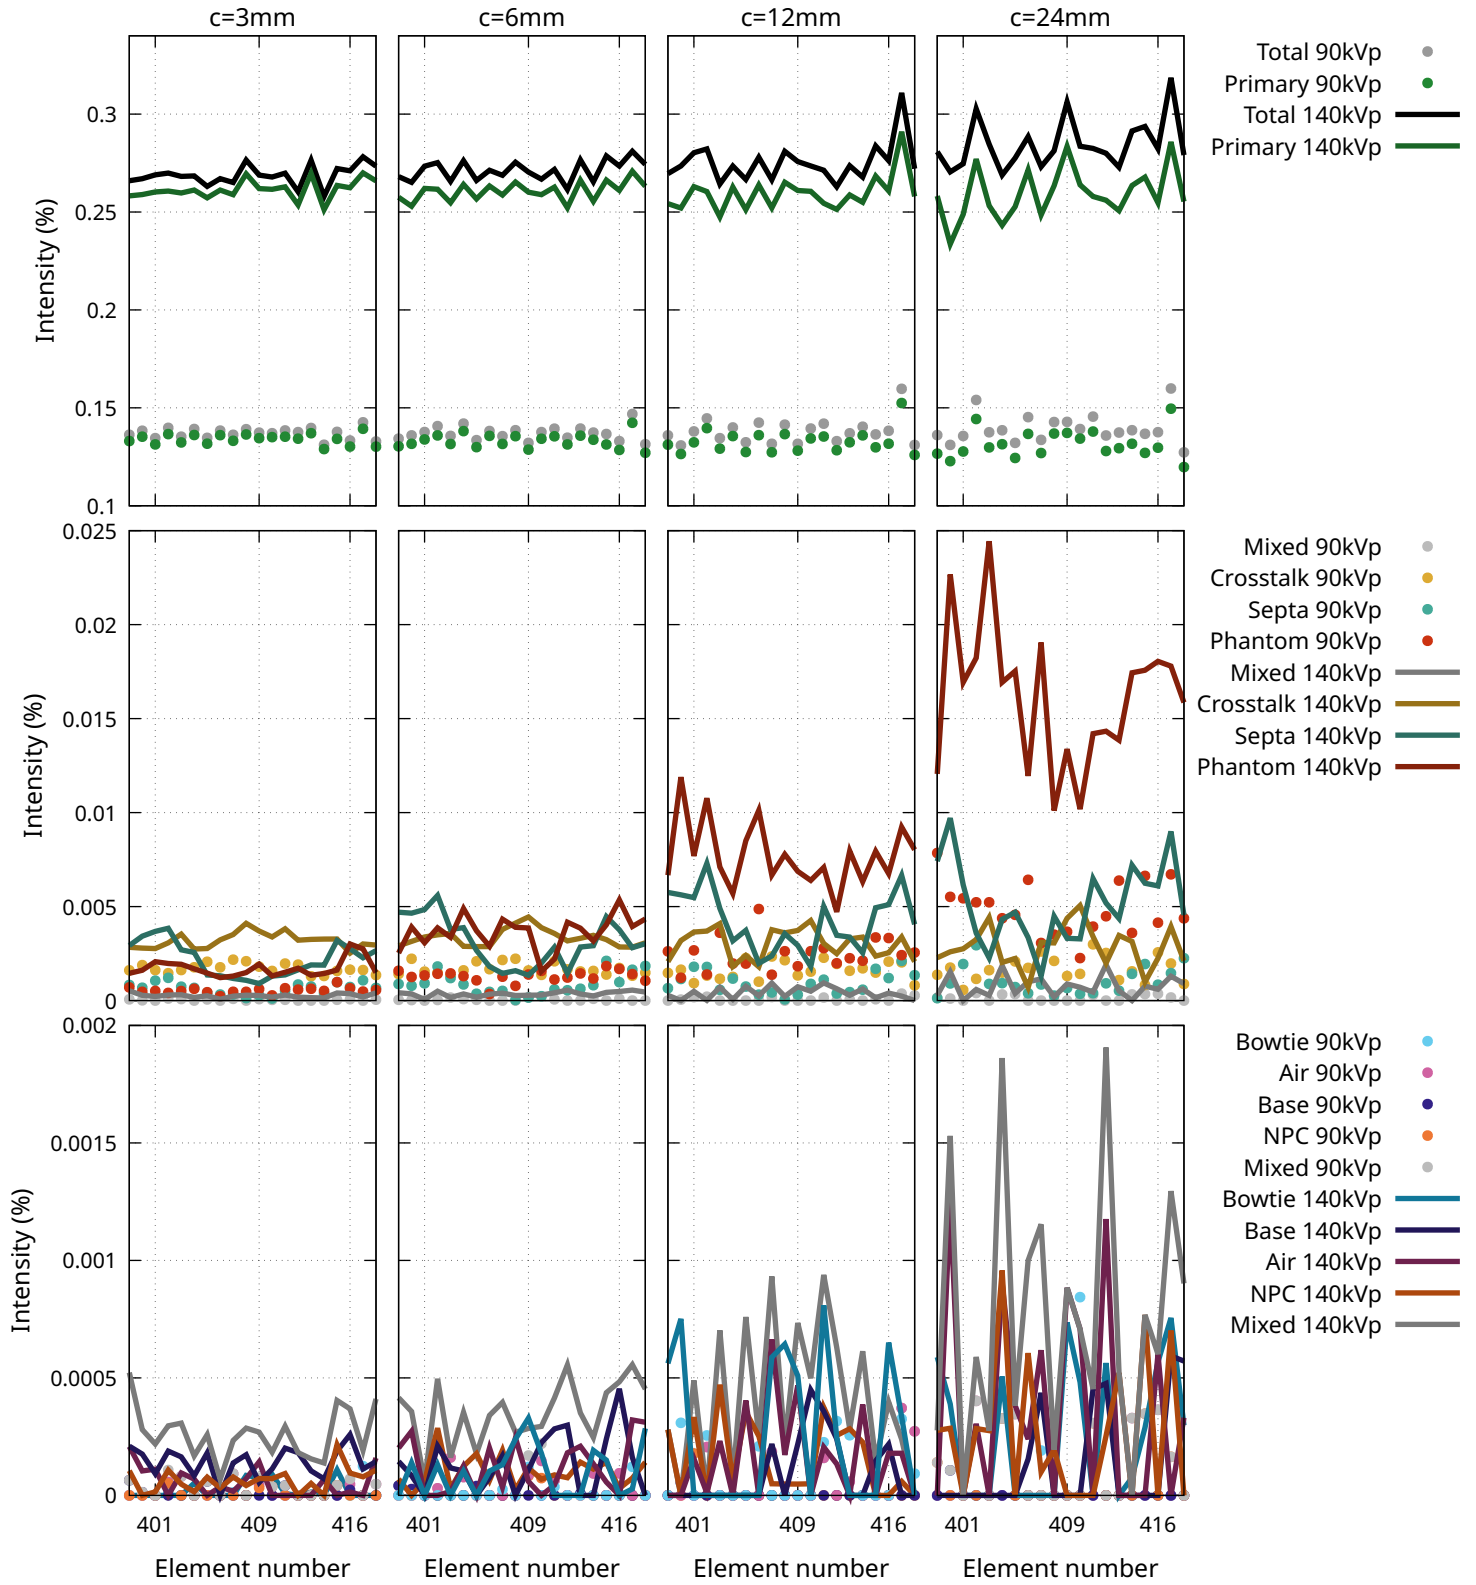 c=3mm c=6mm c=12mm c=24mm
Intensity (%)
0.3
0.25
0.2
0.15
0.1
Total 90kVp
Primary 90kVp
Total 140kVp
Primary 140kVp
Intensity (%)
0.025
0.02
0.015
0.01
0.005
0
Mixed 90kVp
Crosstalk 90kVp
Septa 90kVp
Phantom 90kVp
Mixed 140kVp
Crosstalk 140kVp
Septa 140kVp
Phantom 140kVp
Intensity (%)
0.002
0.0015
0.001
0.0005
0
Bowtie 90kVp
Air 90kVp
Base 90kVp
NPC 90kVp
Mixed 90kVp
Bowtie 140kVp
Base 140kVp
Air 140kVp
NPC 140kVp
Mixed 140kVp
401 409 416 401 409 416 401 409 416 401 409 416
Element number Element number Element number Element number